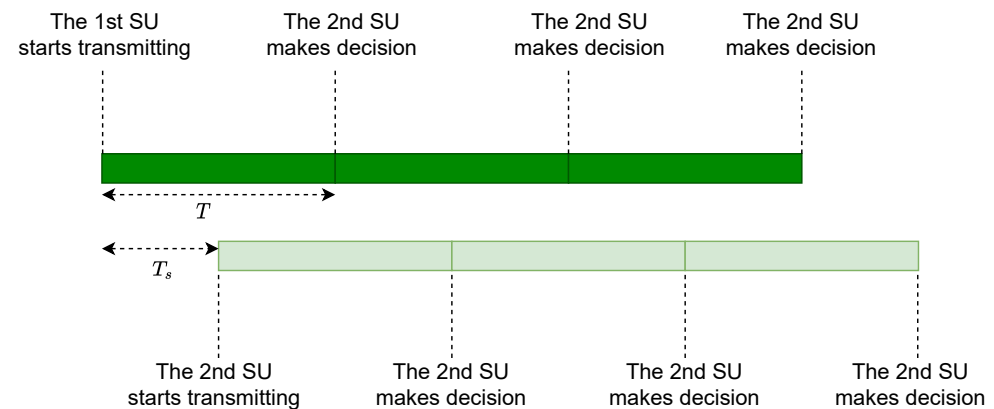 The 1st SU
starts transmitting
The 2nd SU
makes decision
The 2nd SU
makes decision
The 2nd SU
makes decision
T
T_s
The 2nd SU
starts transmitting
The 2nd SU
makes decision
The 2nd SU
makes decision
The 2nd SU
makes decision